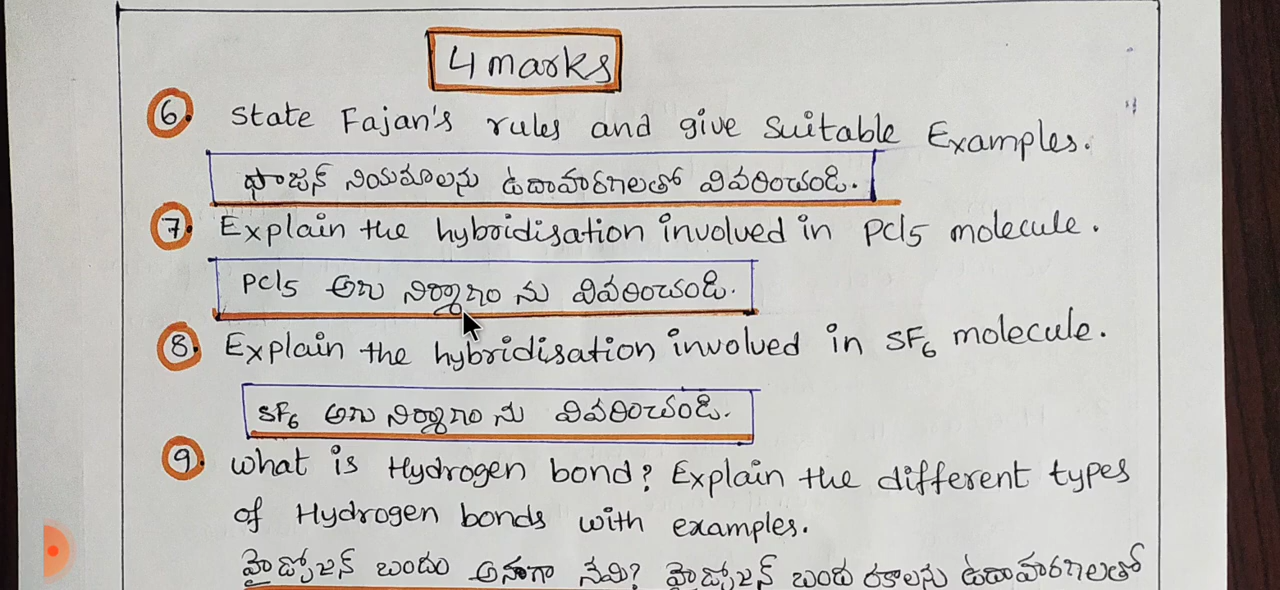 4 marks
6. State Fajan's rules and give suitable Examples.
ఫాజన్ నియమాలను ఉదాహరణలతో వివరించండి.
7. Explain the hybridisation involved in PCl5 molecule.
PCl5 అణు నిర్మాణం ను వివరించండి.
8. Explain the hybridisation involved in SF6 molecule.
SF6 అణు నిర్మాణం ను వివరించండి.
9. What is Hydrogen bond? Explain the different types
of Hydrogen bonds with examples.
హైడ్రోజన్ బంధం అనగా నేమి? హైడ్రోజన్ బంధ రకాలను ఉదాహరణలతో